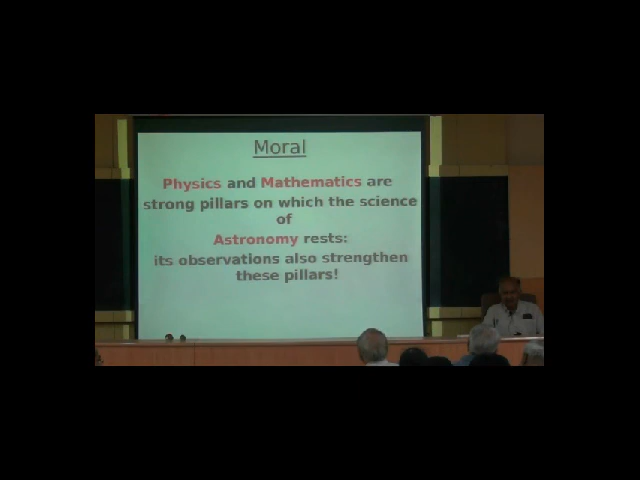 Moral
Physics and Mathematics are
strong pillars on which the science
of
Astronomy rests:
its observations also strengthen
these pillars!